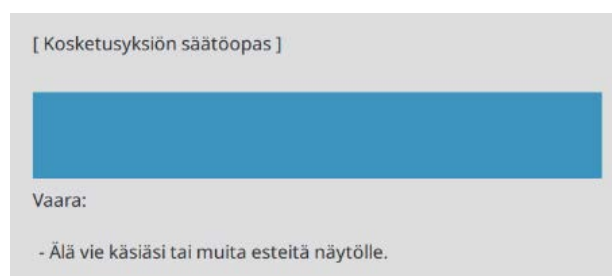 [ Kosketusyksiön säätöopas ]
Vaara:
- Älä vie käsiäsi tai muita esteitä näytölle.